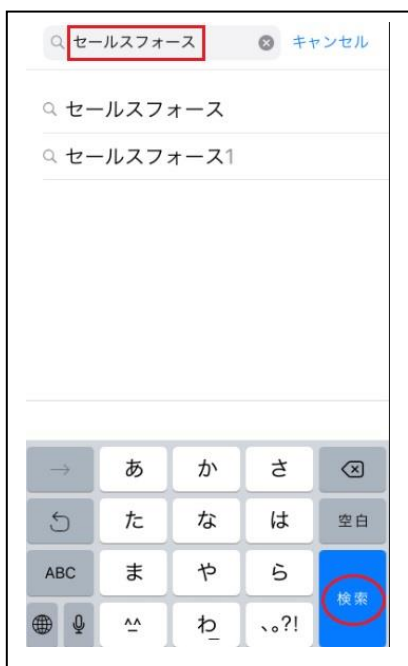 セールスフォース キャンセル
セールスフォース
セールスフォース1
→ あ か さ
た な は 空白
ABC ま や ら 検索
^^ わ_ 、。?!